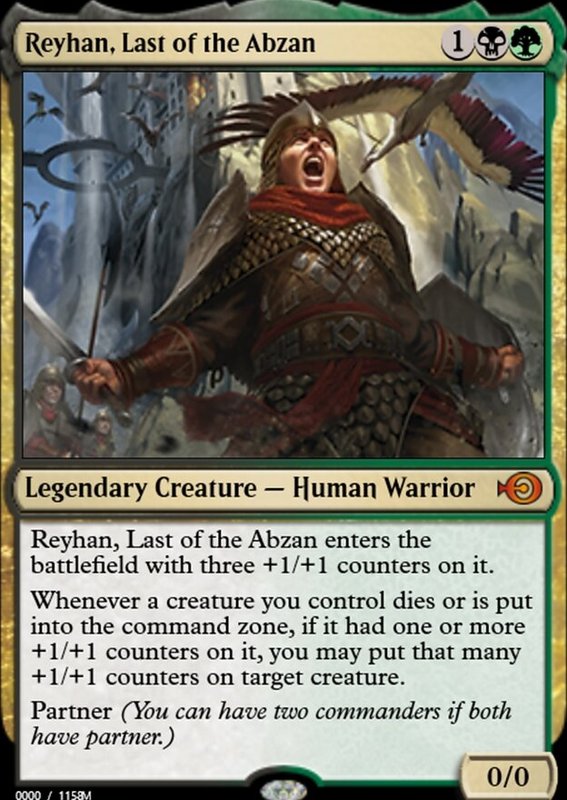 Reyhan, Last of the Abzan
1
Legendary Creature — Human Warrior
Reyhan, Last of the Abzan enters the
battlefield with three +1/+1 counters on it.
Whenever a creature you control dies or is put
into the command zone, if it had one or more
+1/+1 counters on it, you may put that many
+1/+1 counters on target creature.
Partner (You can have two commanders if both
have partner.)
0/0
0000 / 1158M